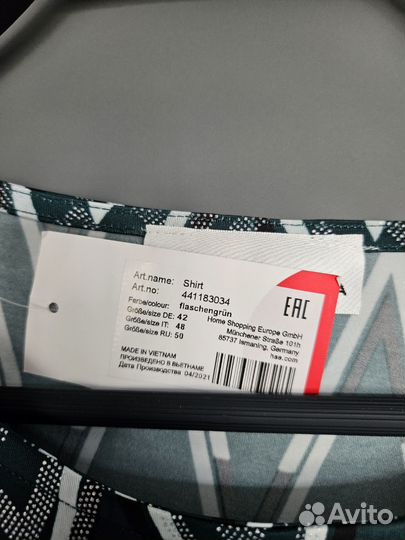 Art.name: Shirt
Art.no: 441183034
Farbe/colour: flaschengrün
Größe/size DE: 42
Größe/size IT: 48
Größe/size RU: 50
EAC
Home Shopping Europe GmbH
Münchener Straße 101h
85737 Ismaning, Germany
hse.com
MADE IN VIETNAM
ПРОИЗВЕДЕНО В ВЬЕТНАМЕ
Дата Производства 04/2021
Avito